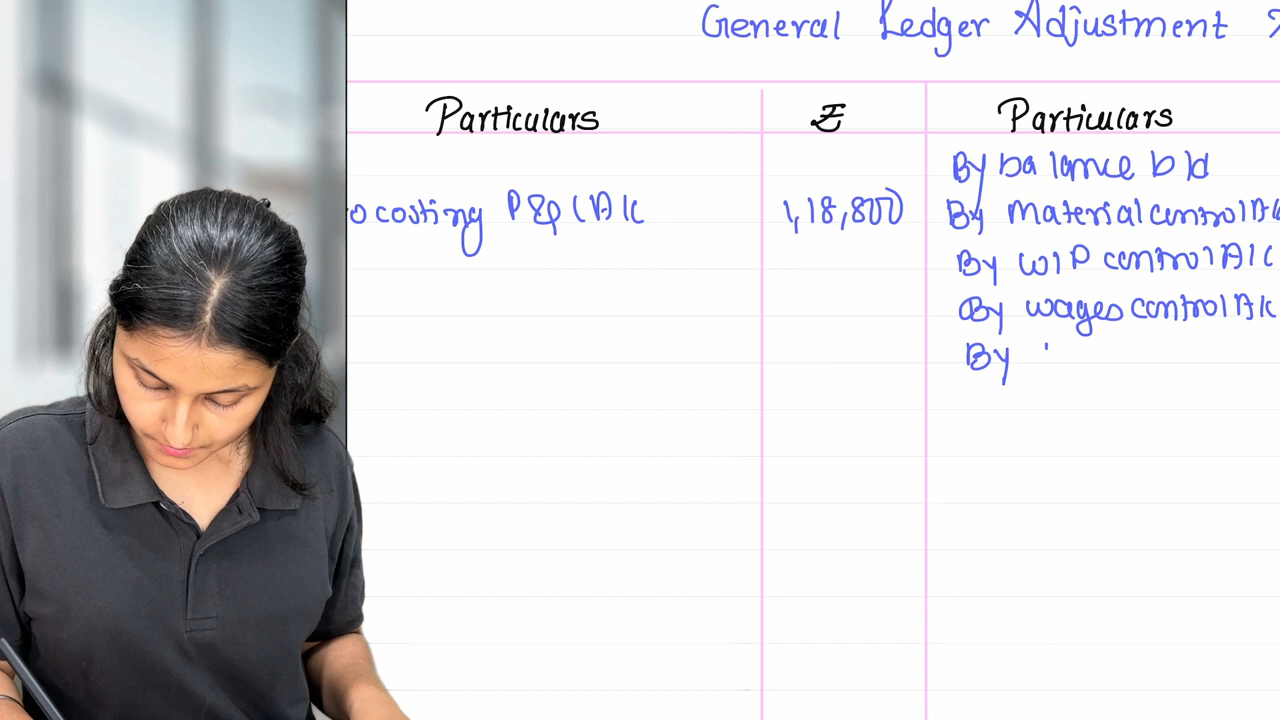 General Ledger Adjustment
Particulars ₹ Particulars
By balance b/d
o costing P&L A/c 1,18,800 By Material control A/c
By WIP control A/c
By wages control A/c
By